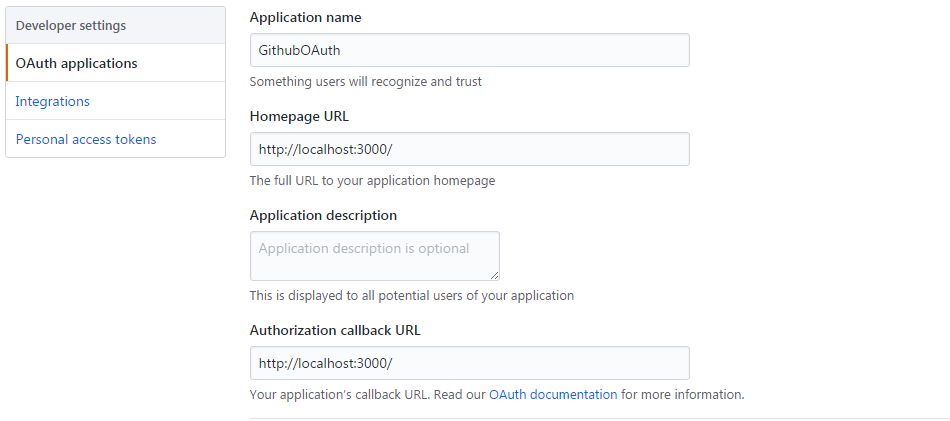 Developer settings
OAuth applications
Integrations
Personal access tokens
Application name
GithubOAuth
Something users will recognize and trust
Homepage URL
http://localhost:3000/
The full URL to your application homepage
Application description
Application description is optional
This is displayed to all potential users of your application
Authorization callback URL
http://localhost:3000/
Your application's callback URL. Read our OAuth documentation for more information.